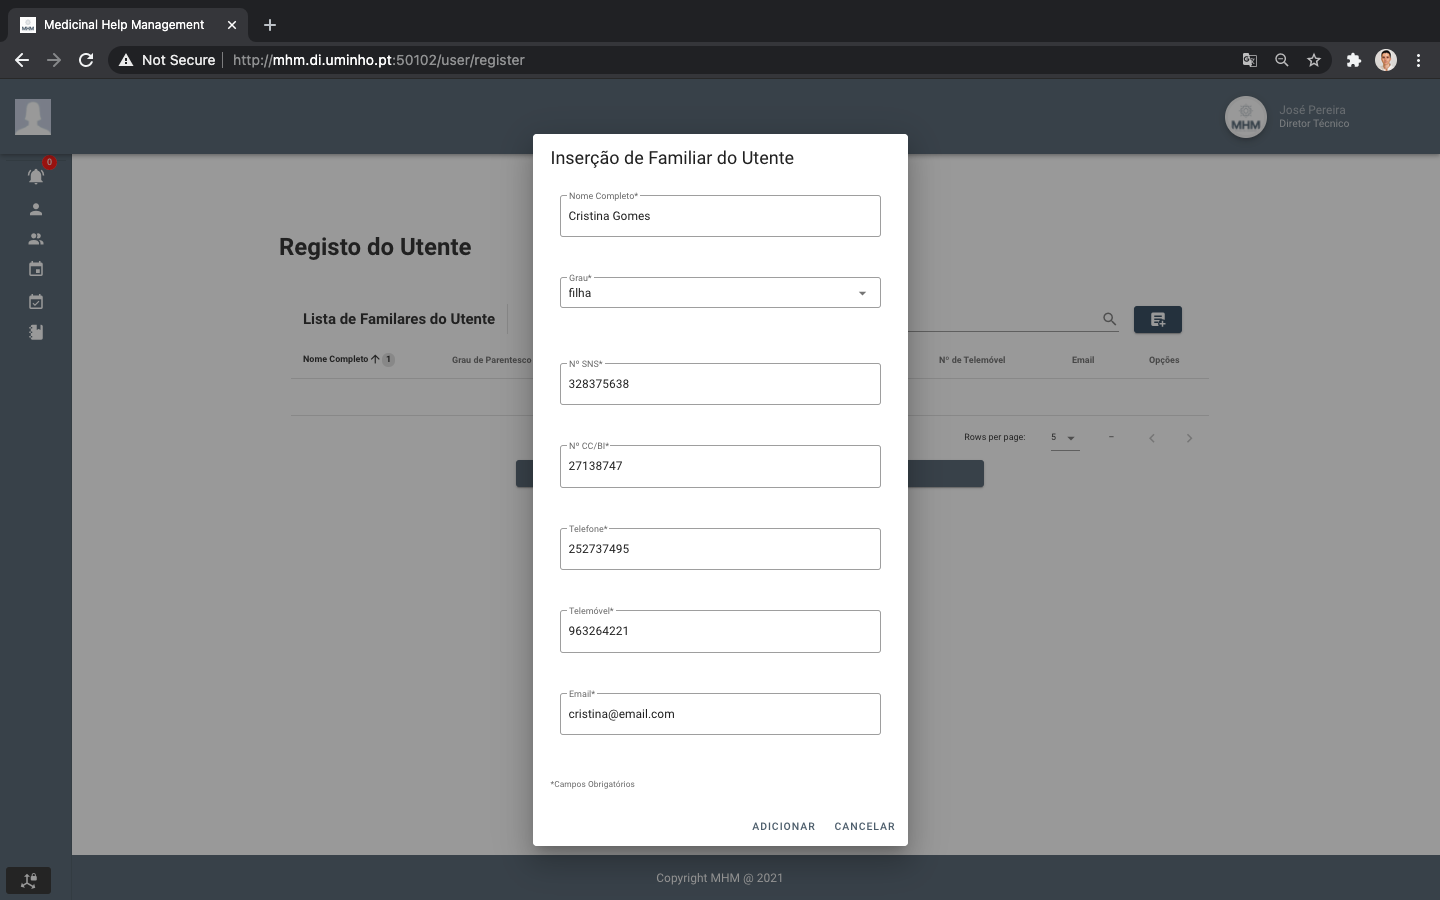 Medicinal Help Management
Not Secure
http://mhm.di.uminho.pt:50102/user/register
MHM
José Pereira
Diretor Técnico
0
Inserção de Familiar do Utente
Nome Completo*
Cristina Gomes
Registo do Utente
Grau*
filha
Lista de Familares do Utente
Nome Completo 1
Grau de Parentesco
Nº de Telemóvel
Email
Opções
Nº SNS*
328375638
Rows per page: 5 –
Nº CC/BI*
27138747
Telefone*
252737495
Telemóvel*
963264221
Email*
cristina@email.com
*Campos Obrigatórios
ADICIONAR CANCELAR
Copyright MHM @ 2021